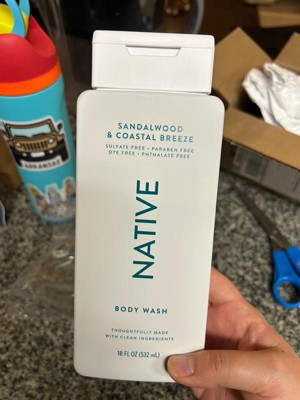 SANDALWOOD
& COASTAL BREEZE
SULFATE FREE • PARABEN FREE
DYE FREE • PHTHALATE FREE
NATIVE
BODY WASH
THOUGHTFULLY MADE
WITH CLEAN INGREDIENTS
18 FL OZ (532 mL)
ARKANSAS